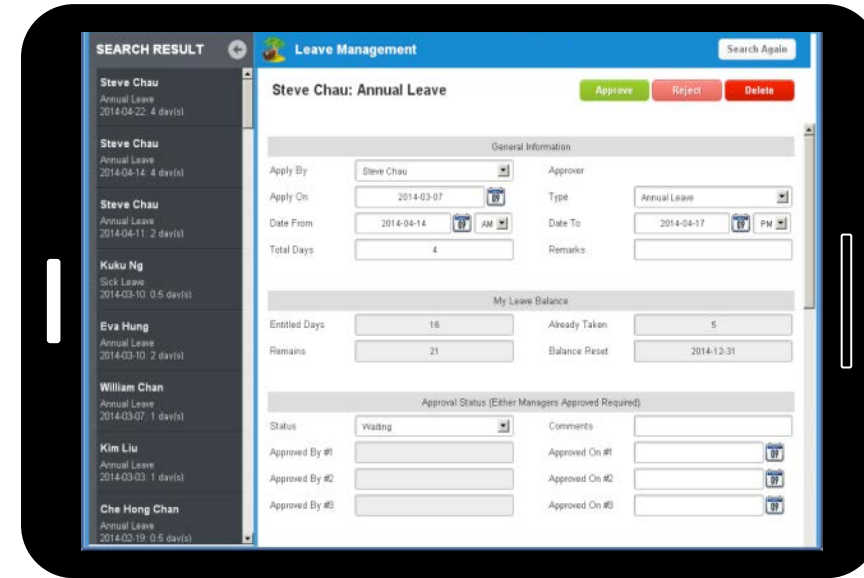 SEARCH RESULT
Steve Chau
Annual Leave
2014-04-22: 4 day(s)
Steve Chau
Annual Leave
2014-04-14: 4 day(s)
Steve Chau
Annual Leave
2014-04-11: 2 day(s)
Kuku Ng
Sick Leave
2014-03-10: 0.5 day(s)
Eva Hung
Annual Leave
2014-03-10: 2 day(s)
William Chan
Annual Leave
2014-03-07: 1 day(s)
Kim Liu
Annual Leave
2014-03-03: 1 day(s)
Che Hong Chan
Annual Leave
2014-02-19: 0.5 day(s)
Leave Management Search Again
Steve Chau: Annual Leave Approve Reject Delete
General Information
Apply By Steve Chau Approver
Apply On 2014-03-07 09 Type Annual Leave
Date From 2014-04-14 09 AM Date To 2014-04-17 09 PM
Total Days 4 Remarks
My Leave Balance
Entitled Days 16 Already Taken 5
Remains 21 Balance Reset 2014-12-31
Approval Status (Either Managers Approved Required)
Status Waiting Comments
Approved By #1 Approved On #1 09
Approved By #2 Approved On #2 09
Approved By #3 Approved On #3 09